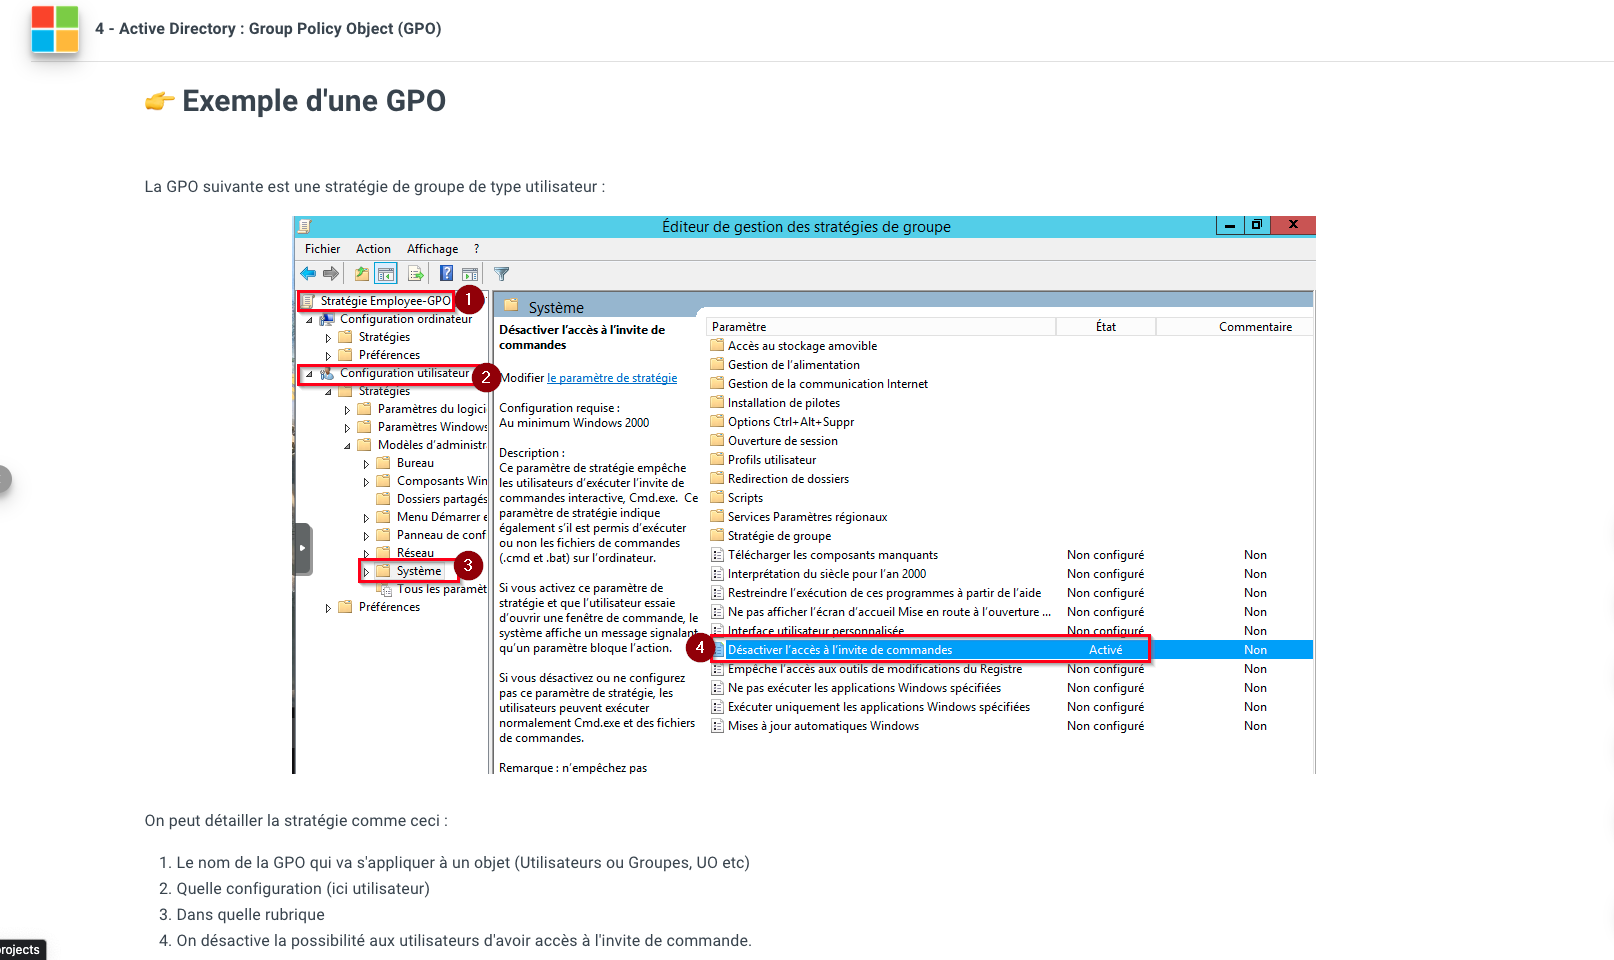 4 - Active Directory : Group Policy Object (GPO)
Exemple d'une GPO
La GPO suivante est une stratégie de groupe de type utilisateur :
Éditeur de gestion des stratégies de groupe
Fichier Action Affichage ?
Stratégie Employee-GPO 1
Configuration ordinateur
Stratégies
Préférences
Configuration utilisateur 2
Stratégies
Paramètres du logici
Paramètres Windows
Modèles d'administr
Bureau
Composants Win
Dossiers partagés
Menu Démarrer e
Panneau de conf
Réseau
Système 3
Tous les paramèt
Préférences
Système
Désactiver l'accès à l'invite de
commandes
Modifier le paramètre de stratégie
Configuration requise :
Au minimum Windows 2000
Description :
Ce paramètre de stratégie empêche
les utilisateurs d'exécuter l'invite de
commandes interactive, Cmd.exe. Ce
paramètre de stratégie indique
également s'il est permis d'exécuter
ou non les fichiers de commandes
(.cmd et .bat) sur l'ordinateur.
Si vous activez ce paramètre de
stratégie et que l'utilisateur essaie
d'ouvrir une fenêtre de commande, le
système affiche un message signalant
qu'un paramètre bloque l'action.
Si vous désactivez ou ne configurez
pas ce paramètre de stratégie, les
utilisateurs peuvent exécuter
normalement Cmd.exe et des fichiers
de commandes.
Remarque : n'empêchez pas
Paramètre État Commentaire
Accès au stockage amovible
Gestion de l'alimentation
Gestion de la communication Internet
Installation de pilotes
Options Ctrl+Alt+Suppr
Ouverture de session
Profils utilisateur
Redirection de dossiers
Scripts
Services Paramètres régionaux
Stratégie de groupe
Télécharger les composants manquants Non configuré Non
Interprétation du siècle pour l'an 2000 Non configuré Non
Restreindre l'exécution de ces programmes à partir de l'aide Non configuré Non
Ne pas afficher l'écran d'accueil Mise en route à l'ouverture ... Non configuré Non
Interface utilisateur personnalisée Non configuré Non
4 Désactiver l'accès à l'invite de commandes Activé Non
Empêche l'accès aux outils de modifications du Registre Non configuré Non
Ne pas exécuter les applications Windows spécifiées Non configuré Non
Exécuter uniquement les applications Windows spécifiées Non configuré Non
Mises à jour automatiques Windows Non configuré Non
On peut détailler la stratégie comme ceci :
1. Le nom de la GPO qui va s'appliquer à un objet (Utilisateurs ou Groupes, UO etc)
2. Quelle configuration (ici utilisateur)
3. Dans quelle rubrique
4. On désactive la possibilité aux utilisateurs d'avoir accès à l'invite de commande.
rojects